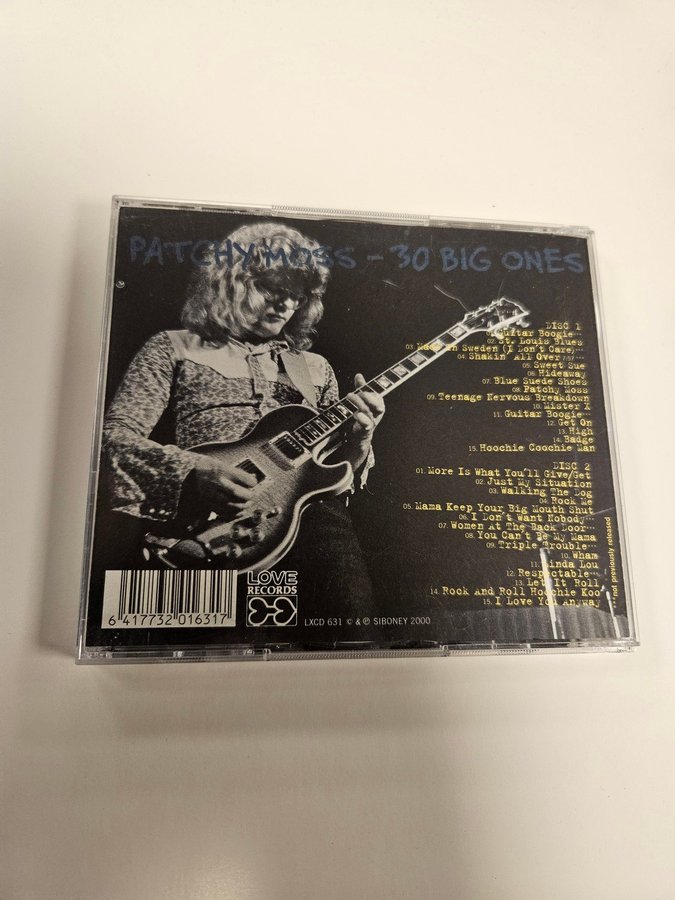 PATCHY MOSS - 30 BIG ONES
DISC 1
01. Guitar Boogie
02. St. Louis Blues
03. Made In Sweden (I Don't Care)
04. Shakin' All Over
05. Sweet Sue
06. Hideaway
07. Blue Suede Shoes
08. Patchy Moss
09. Teenage Nervous Breakdown
10. Mister X
11. Guitar Boogie
12. Get On
13. High
14. Badge
15. Hoochie Coochie Man
DISC 2
01. More Is What You'll Give/Get
02. Just My Situation
03. Walking The Dog
04. Rock Me
05. Mama Keep Your Big Mouth Shut
06. I Don't Want Nobody
07. Women At The Back Door
08. You Can't Be My Mama
09. Triple Trouble
10. Wham
11. Linda Lou
12. Respectable
13. Let It Roll
14. Rock And Roll Hoochie Koo
15. I Love You Anyway
not previously released
6 417732 016317
LOVE
RECORDS
LXCD 631 © & ℗ SIBONEY 2000